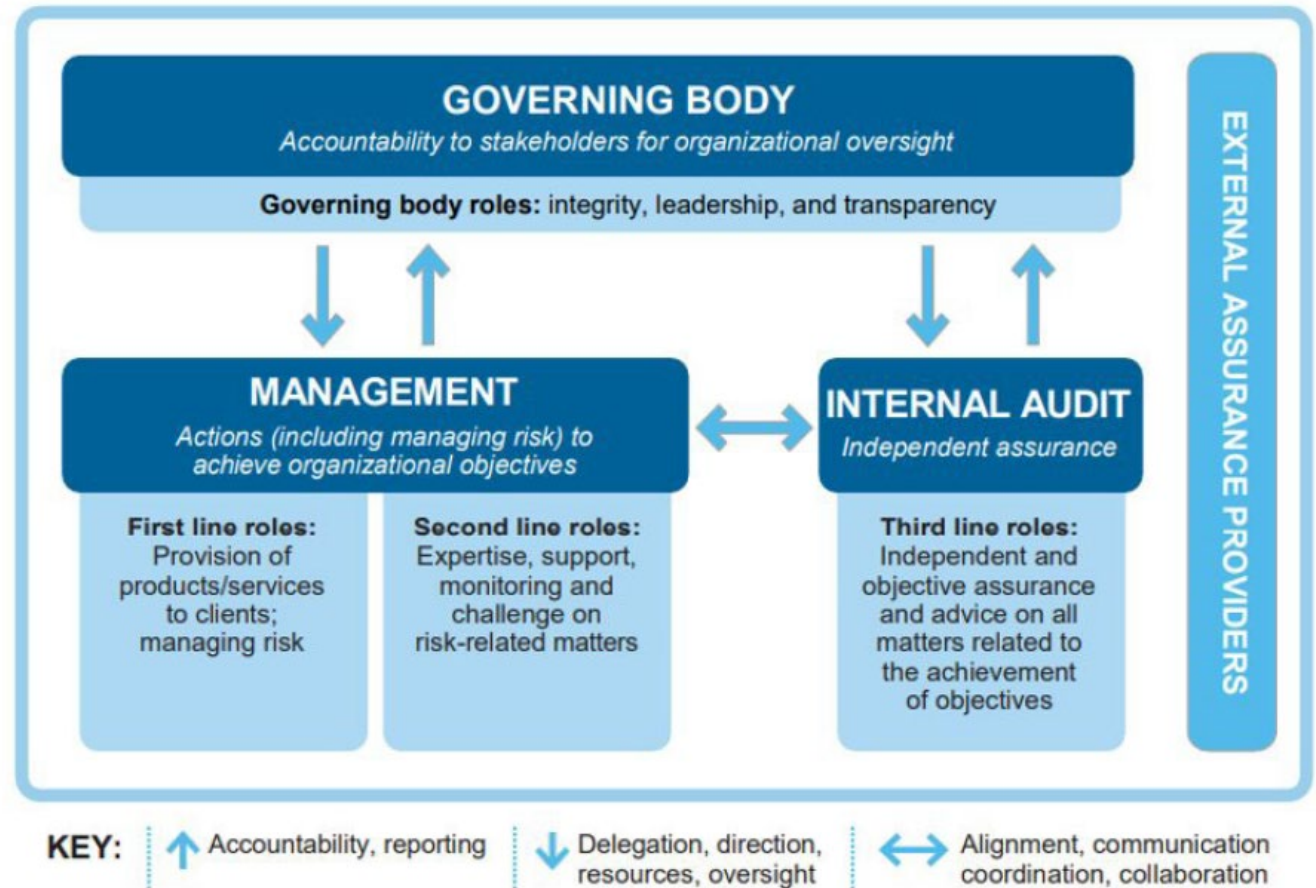 GOVERNING BODY
Accountability to stakeholders for organizational oversight
Governing body roles: integrity, leadership, and transparency
MANAGEMENT
Actions (including managing risk) to
achieve organizational objectives
First line roles:
Provision of
products/services
to clients;
managing risk
Second line roles:
Expertise, support,
monitoring and
challenge on
risk-related matters
INTERNAL AUDIT
Independent assurance
Third line roles:
Independent and
objective assurance
and advice on all
matters related to
the achievement
of objectives
EXTERNAL ASSURANCE PROVIDERS
KEY:
Accountability, reporting
Delegation, direction,
resources, oversight
Alignment, communication
coordination, collaboration